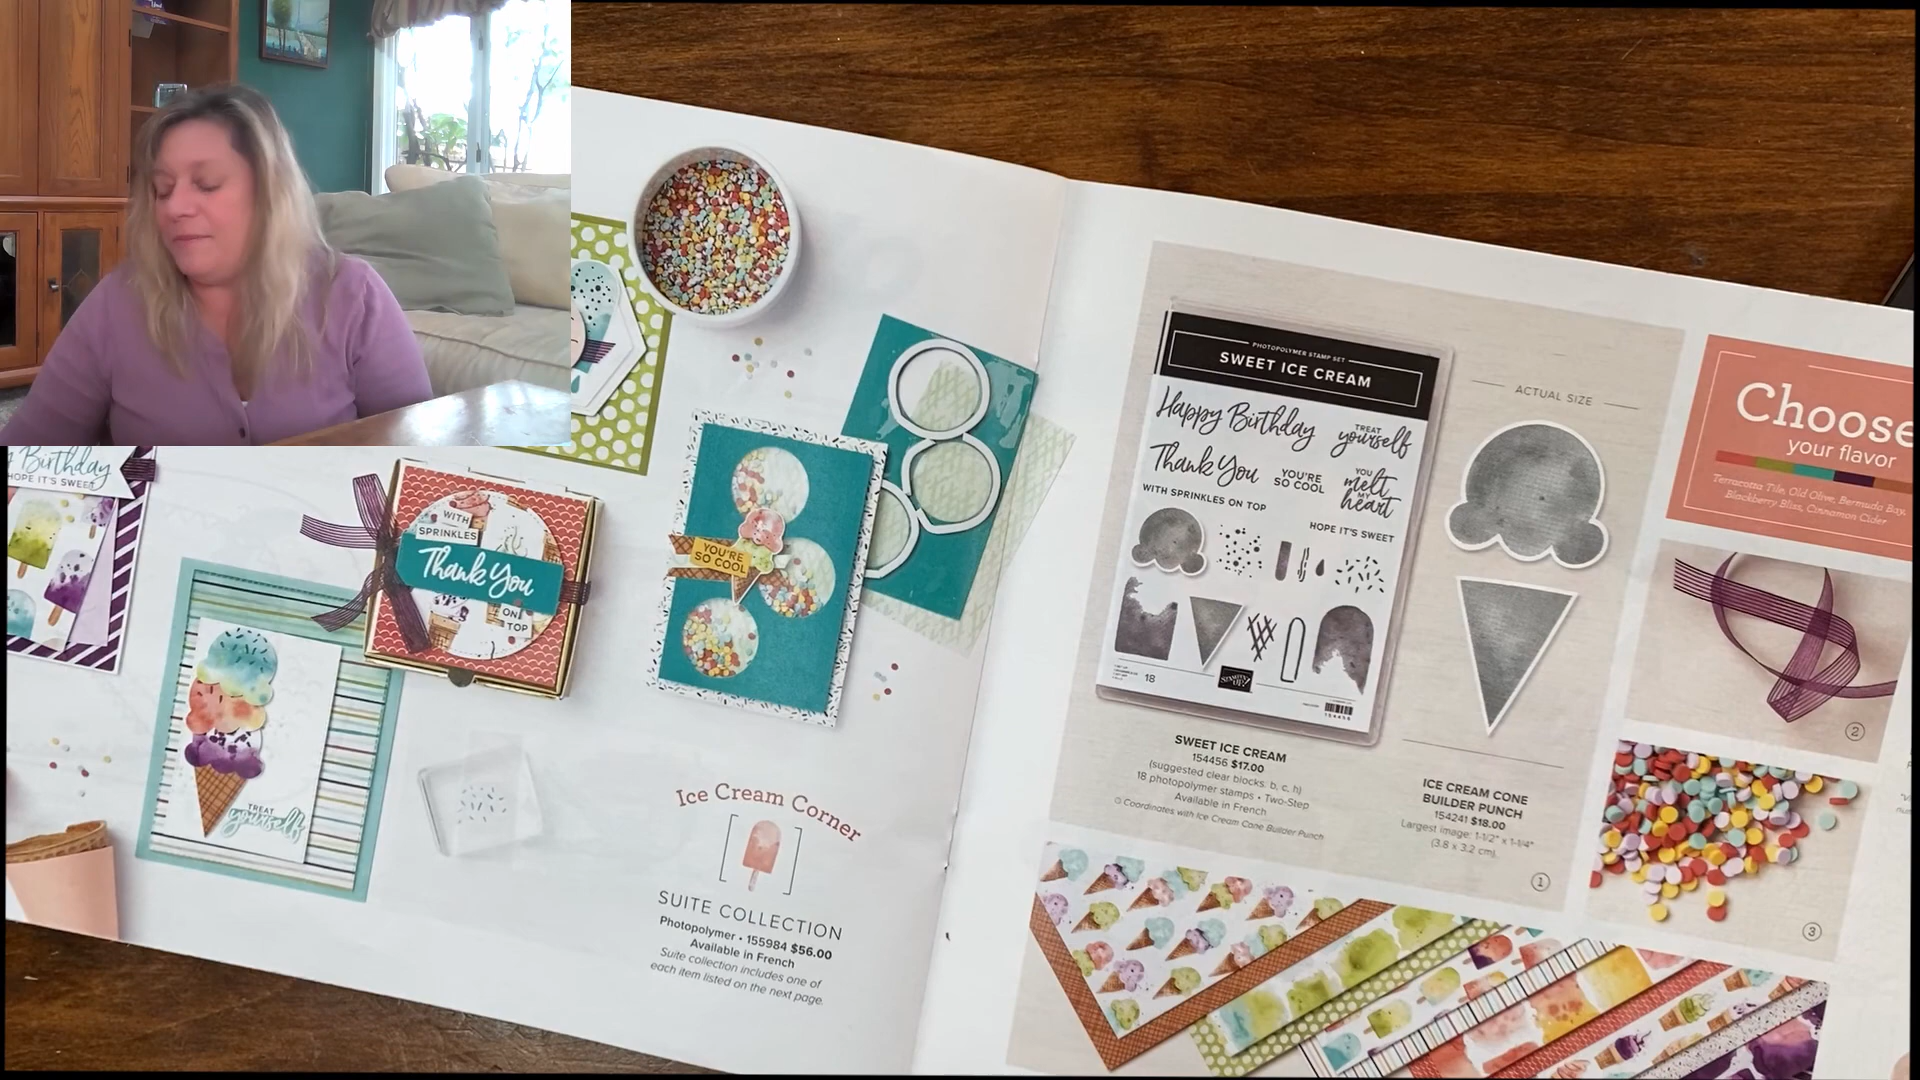 Birthday
HOPE IT'S SWEET
WITH
SPRINKLES
Thank You
ON
TOP
TREAT
yourself
YOU'RE
SO COOL
Ice Cream Corner
SUITE COLLECTION
Photopolymer • 155984 $56.00
Available in French
Suite collection includes one of
each item listed on the next page.
PHOTOPOLYMER STAMP SET
SWEET ICE CREAM
Happy Birthday
TREAT
yourself
Thank You
YOU'RE
SO COOL
YOU
melt
MY
heart
WITH SPRINKLES ON TOP
HOPE IT'S SWEET
18
STAMPIN' UP!
154456
ACTUAL SIZE
SWEET ICE CREAM
154456 $17.00
(suggested clear blocks: b, c, h)
18 photopolymer stamps • Two-Step
Available in French
Coordinates with Ice Cream Cone Builder Punch
ICE CREAM CONE
BUILDER PUNCH
154241 $18.00
Largest image: 1-1/2" x 1-1/4"
(3.8 x 3.2 cm)
1
Choose
your flavor
Terracotta Tile, Old Olive, Bermuda Bay,
Blackberry Bliss, Cinnamon Cider
2
3